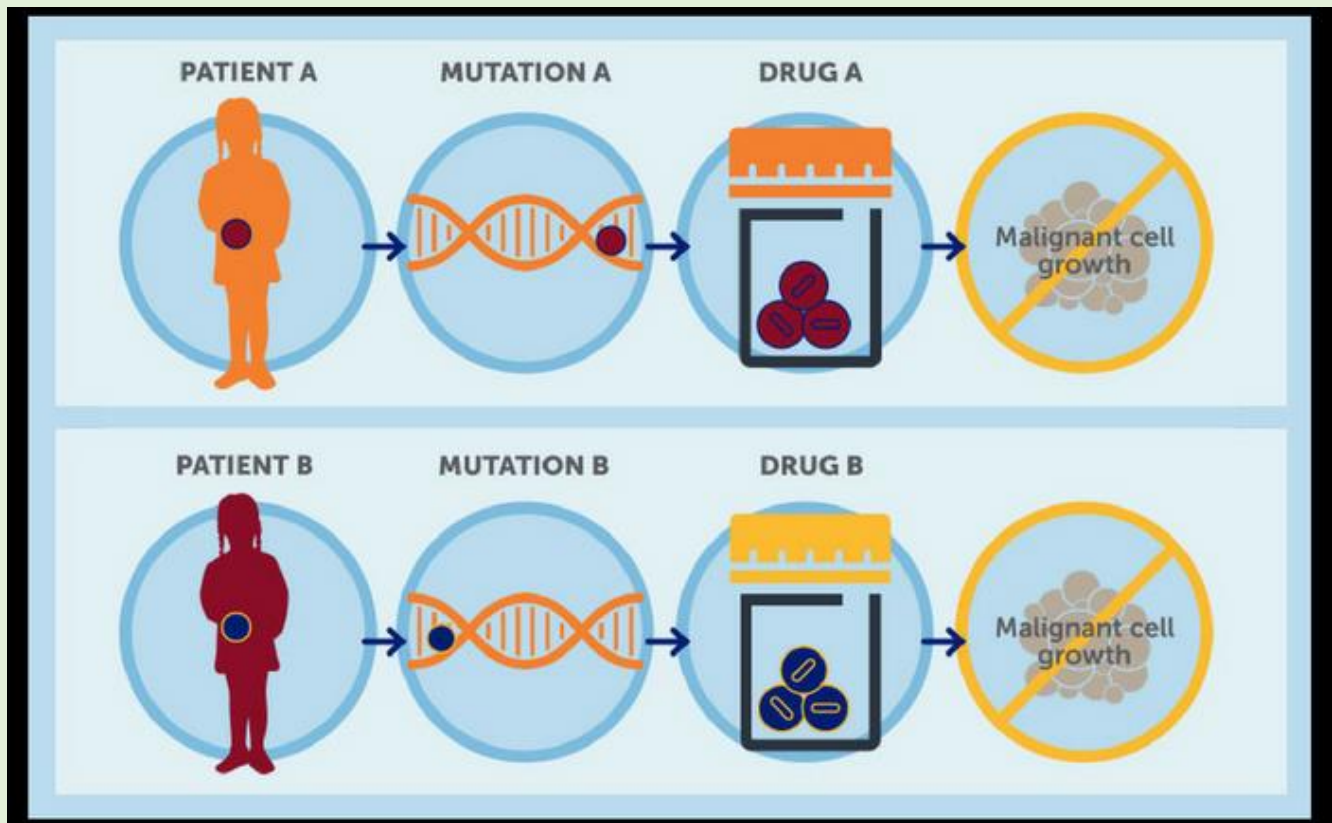 PATIENT A
MUTATION A
DRUG A
Malignant cell
growth
PATIENT B
MUTATION B
DRUG B
Malignant cell
growth